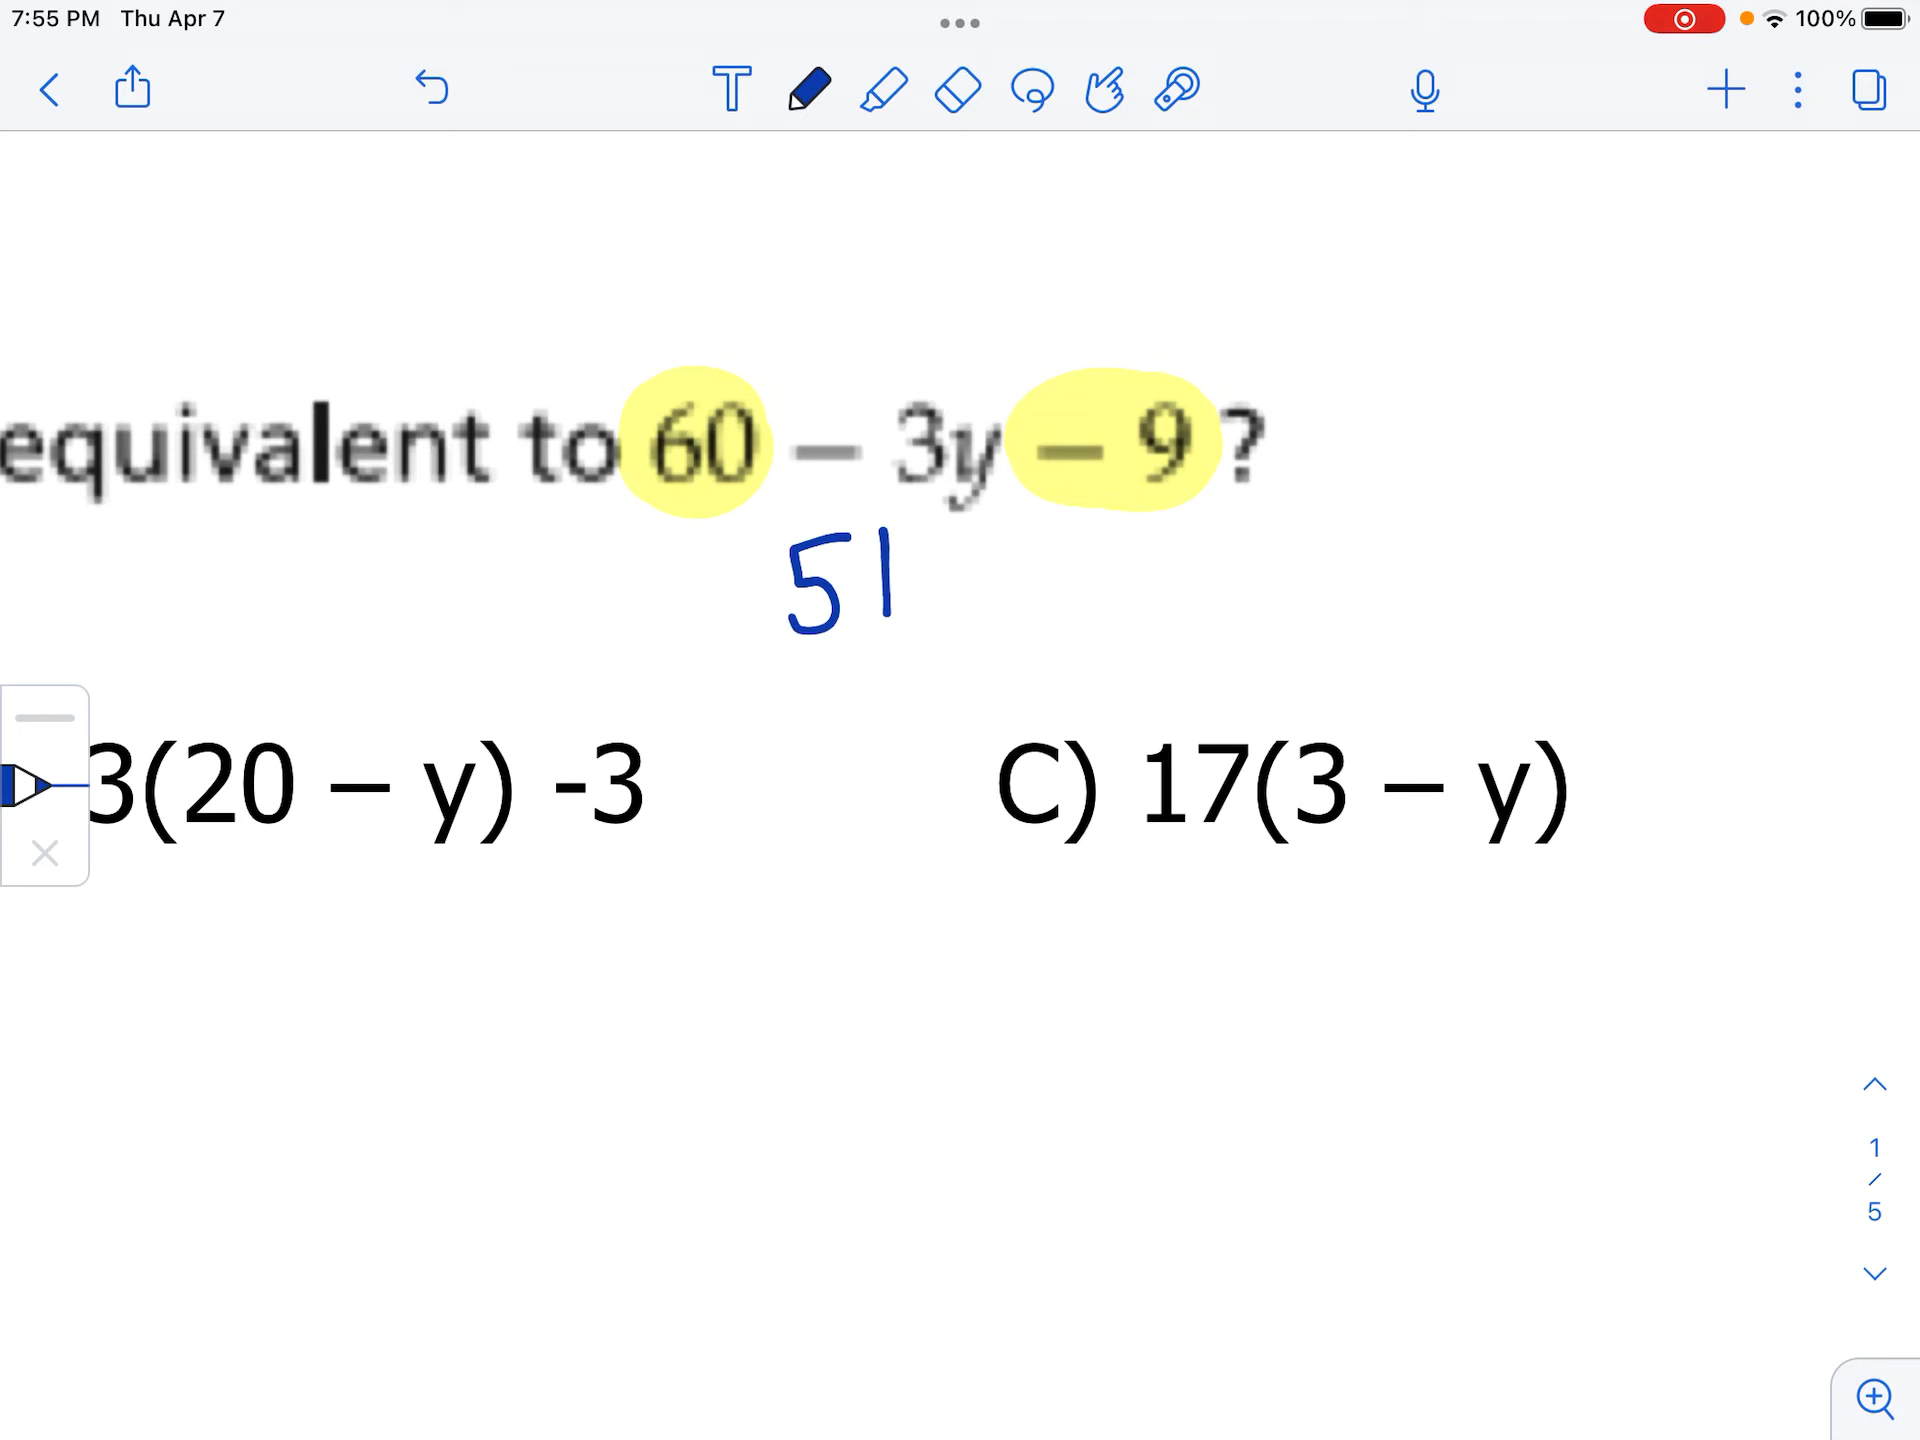 7:55 PM Thu Apr 7
100%
equivalent to 60 – 3y – 9 ?
51
3(20 – y) -3
C) 17(3 – y)
1
/
5